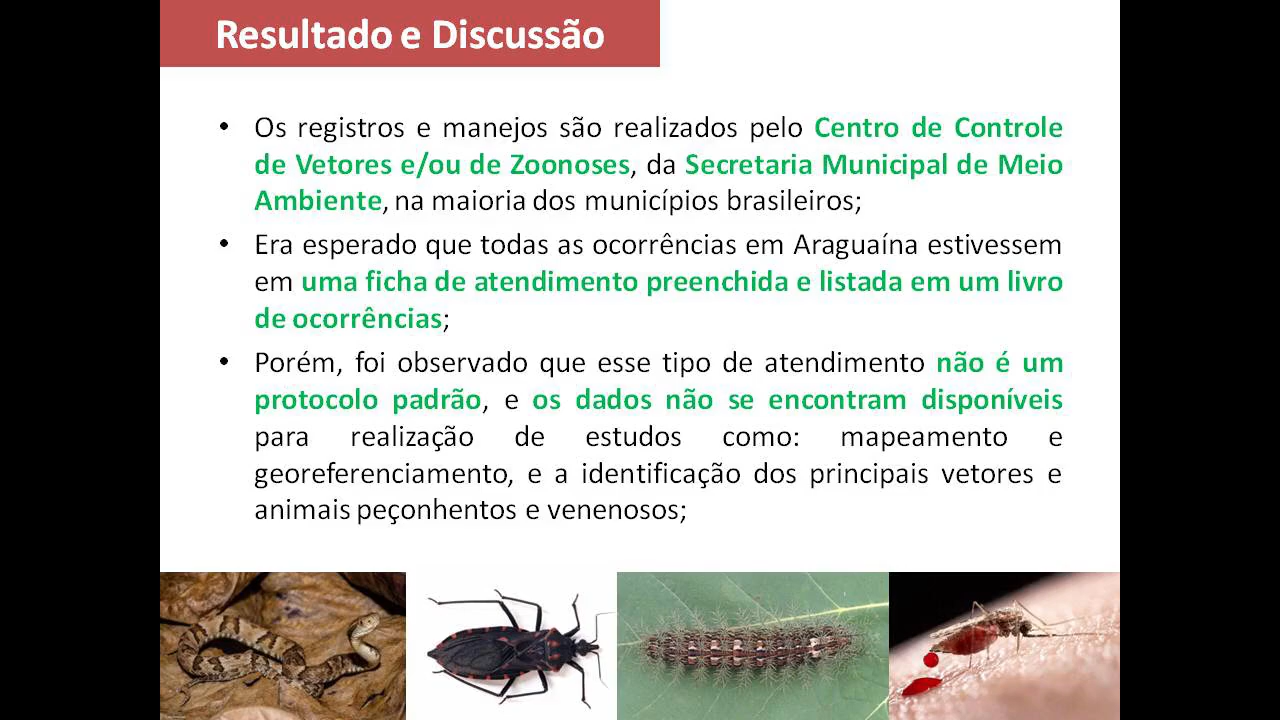 Resultado e Discussão
• Os registros e manejos são realizados pelo Centro de Controle
de Vetores e/ou de Zoonoses, da Secretaria Municipal de Meio
Ambiente, na maioria dos municípios brasileiros;
• Era esperado que todas as ocorrências em Araguaína estivessem
em uma ficha de atendimento preenchida e listada em um livro
de ocorrências;
• Porém, foi observado que esse tipo de atendimento não é um
protocolo padrão, e os dados não se encontram disponíveis
para realização de estudos como: mapeamento e
georeferenciamento, e a identificação dos principais vetores e
animais peçonhentos e venenosos;